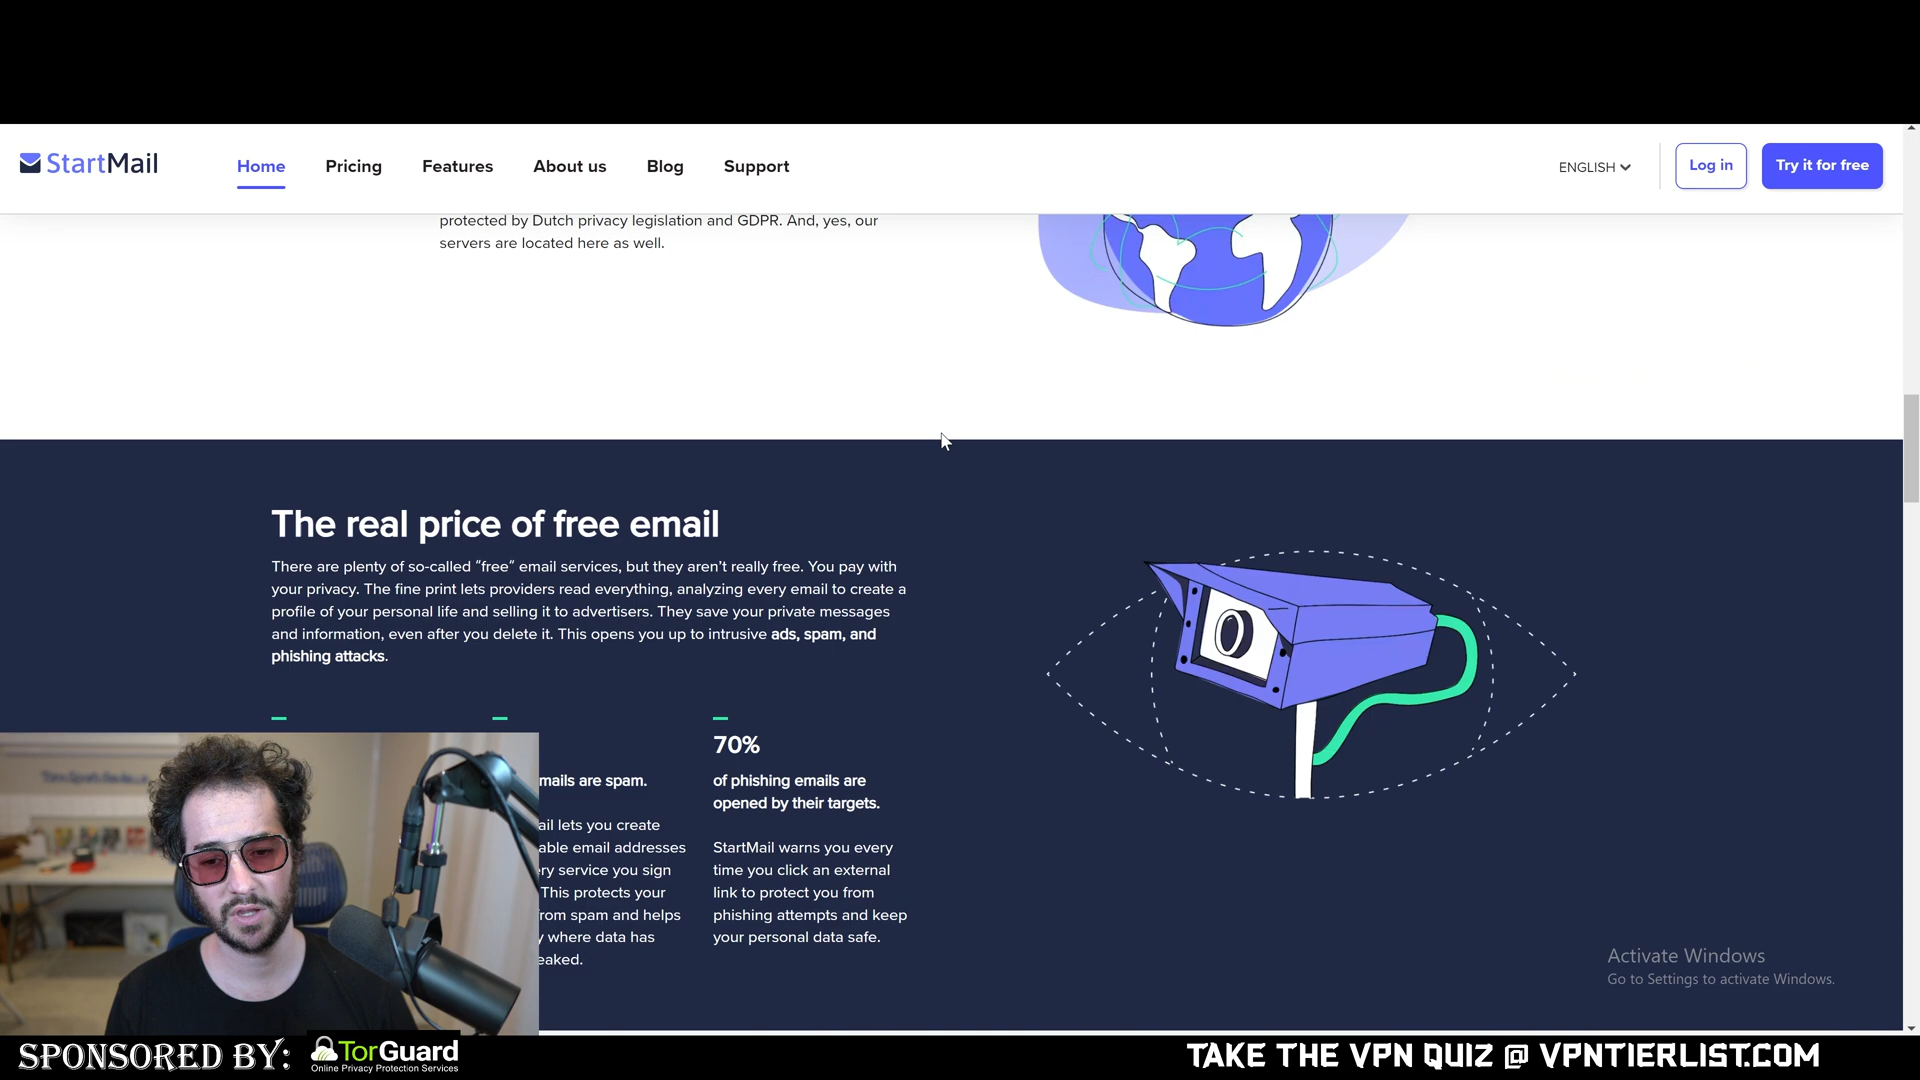 StartMail
Home
Pricing
Features
About us
Blog
Support
ENGLISH
Log in
Try it for free
protected by Dutch privacy legislation and GDPR. And, yes, our
servers are located here as well.
The real price of free email
There are plenty of so-called “free” email services, but they aren’t really free. You pay with
your privacy. The fine print lets providers read everything, analyzing every email to create a
profile of your personal life and selling it to advertisers. They save your private messages
and information, even after you delete it. This opens you up to intrusive ads, spam, and
phishing attacks.
mails are spam.
ail lets you create
able email addresses
ry service you sign
This protects your
from spam and helps
y where data has
eaked.
70%
of phishing emails are
opened by their targets.
StartMail warns you every
time you click an external
link to protect you from
phishing attempts and keep
your personal data safe.
Activate Windows
Go to Settings to activate Windows.
SPONSORED BY:
TorGuard
Online Privacy Protection Services
TAKE THE VPN QUIZ @ VPNTIERLIST.COM